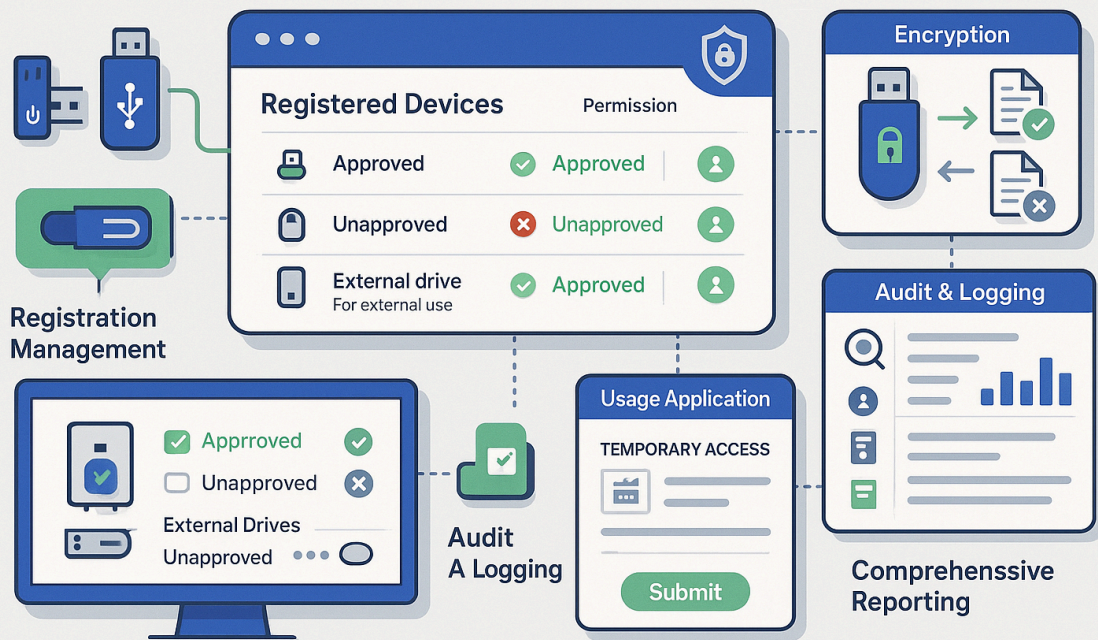 Registered Devices
Permission
Approved
Approved
Unapproved
Unapproved
External drive
Approved
For external use
Encryption
Registration
Management
Audit & Logging
Apprroved
Unapproved
External Drives
Unapproved
Audit
A Logging
Usage Application
TEMPORARY ACCESS
Submit
Comprehenssive
Reporting